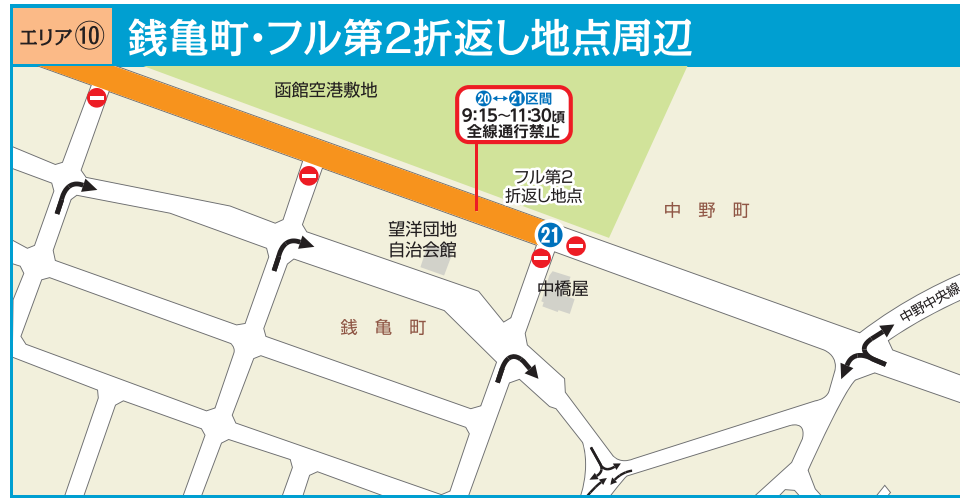 エリア⑩
銭亀町・フル第2折返し地点周辺
函館空港敷地
⑳↔㉑区間
9:15～11:30頃
全線通行禁止
フル第2
折返し地点
中野町
望洋団地
自治会館
21
中橋屋
中野中央線
銭亀町